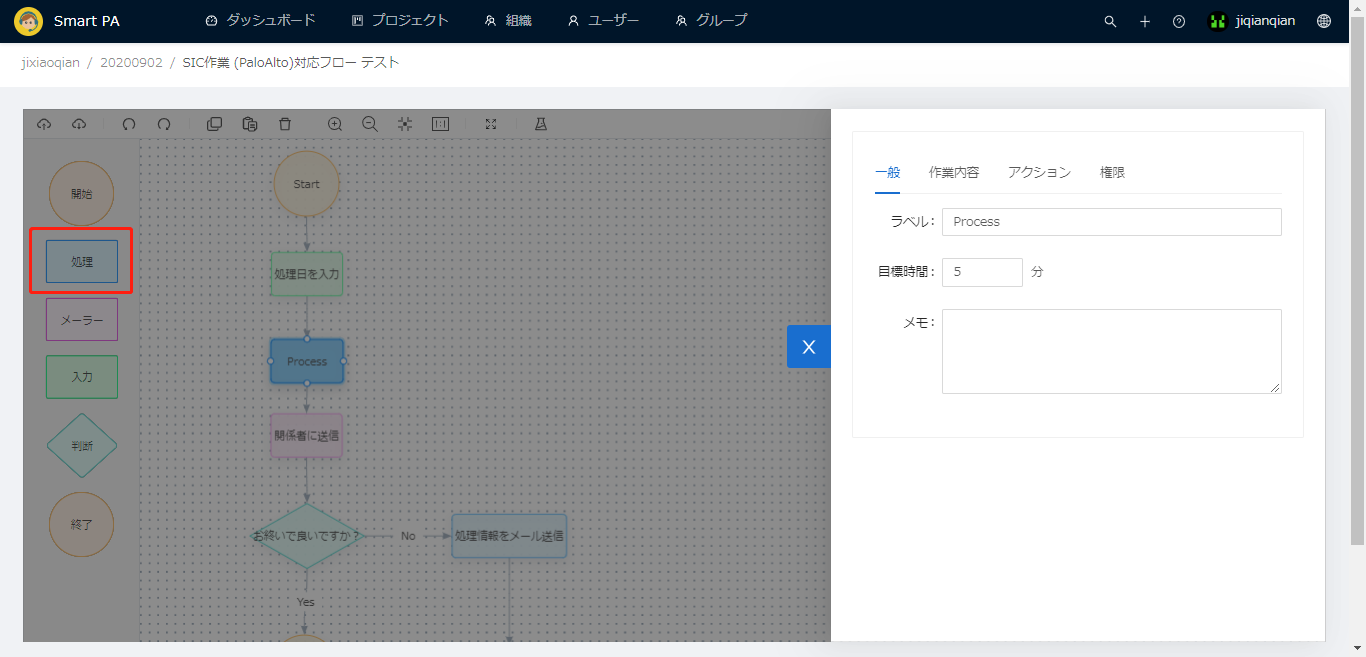 Smart PA ダッシュボード プロジェクト 組織 ユーザー グループ jiqianqian
jixiaoqian / 20200902 / SIC作業 (PaloAlto)対応フロー テスト
開始
処理
メーラー
入力
判断
終了
Start
処理日を入力
Process
関係者に送信
お終いで良いですか？
No
処理情報をメール送信
Yes
X
一般 作業内容 アクション 権限
ラベル： Process
目標時間： 5 分
メモ：